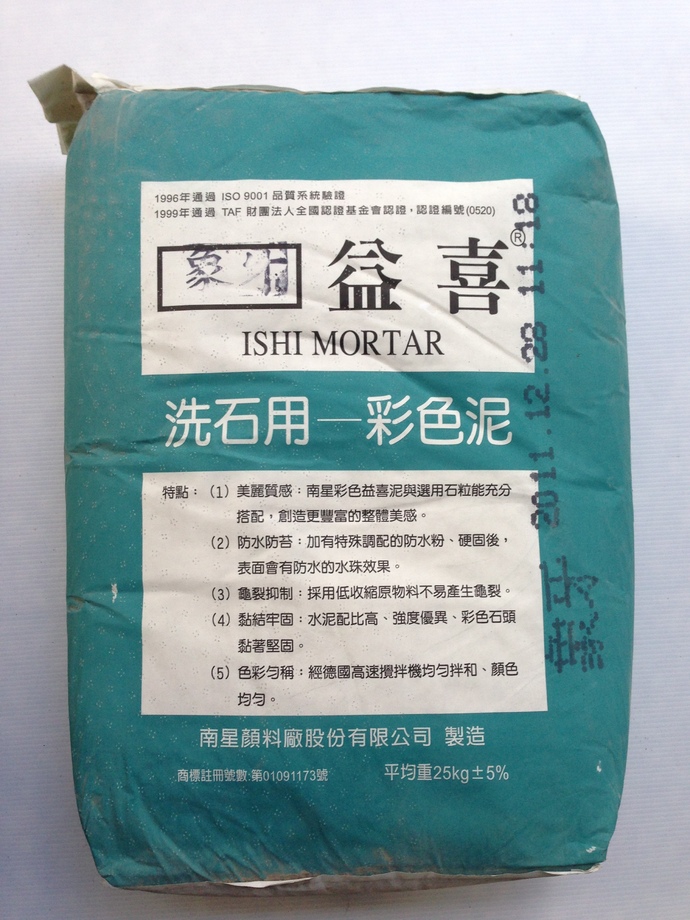 1996年通過 ISO 9001 品質系統驗證
1999年通過 TAF 財團法人全國認證基金會認證，認證編號(0520)
象牙
益喜®
ISHI MORTAR
洗石用—彩色泥
特點：（1）美麗質感：南星彩色益喜泥與選用石粒能充分
搭配，創造更豐富的整體美感。
（2）防水防苔：加有特殊調配的防水粉、硬固後，
表面會有防水的水珠效果。
（3）龜裂抑制：採用低收縮原物料不易產生龜裂。
（4）黏結牢固：水泥配比高、強度優異、彩色石頭
黏著堅固。
（5）色彩勻稱：經德國高速攪拌機均勻拌和、顏色
均勻。
南星顏料廠股份有限公司 製造
商標註冊號數:第01091173號
平均重25kg±5%
象牙 2011.12.28 11:18